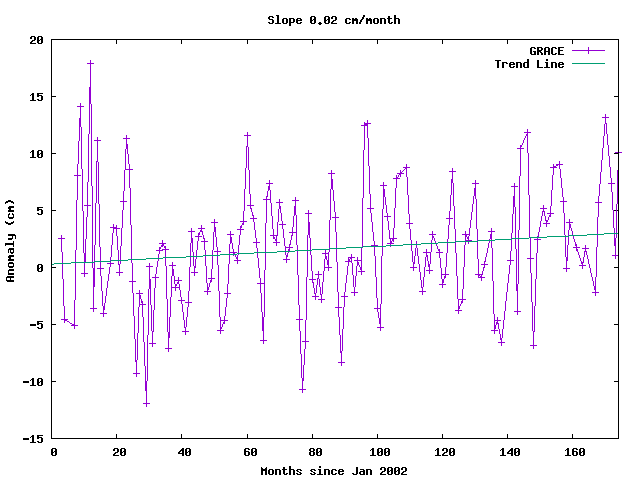 Slope 0.02 cm/month
GRACE
Trend Line
20
15
10
5
0
-5
-10
-15
Anomaly (cm)
0 20 40 60 80 100 120 140 160
Months since Jan 2002